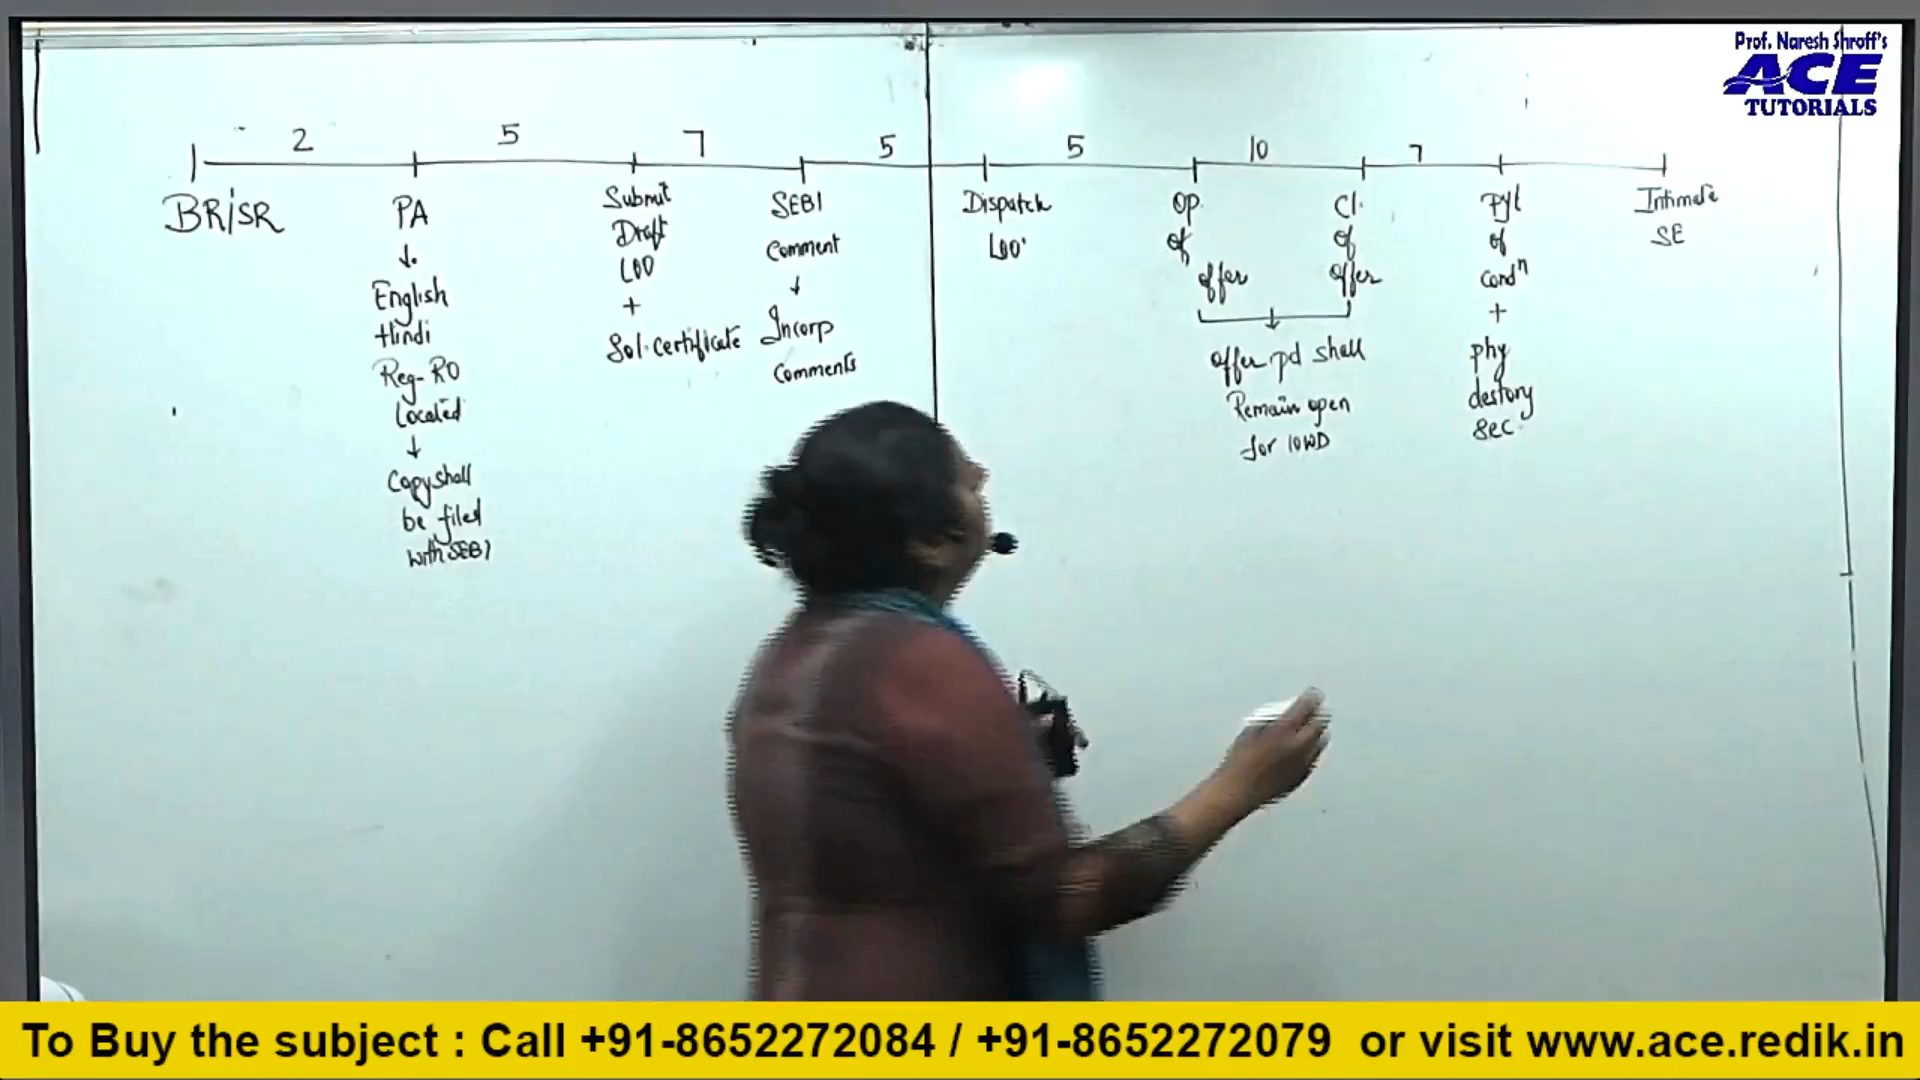 Prof. Naresh Shroff's
ACE
TUTORIALS
2 5 7 5 5 10 7
BR/SR
PA
↓
English
Hindi
Reg-RO
Located
↓
Copy shall
be filed
with SEBI
Submit
Draft
LOO
+
Sol. certificate
SEBI
Comment
↓
Incorp
Comments
Dispatch
LOO
Op.
of
offer
Cl.
of
offer
offer pd shall
Remain open
for 10WD
Pyt
of
Condn
+
phy
destory
sec.
Intimate
SE
To Buy the subject : Call +91-8652272084 / +91-8652272079 or visit www.ace.redik.in